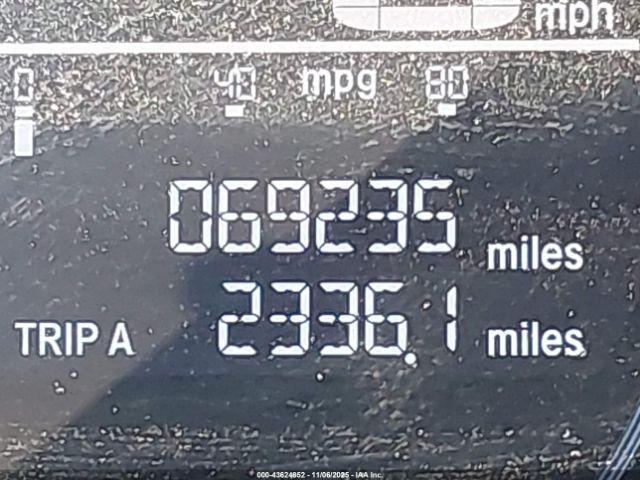 mph
0 40 mpg 80
069235 miles
TRIP A 2336.1 miles
000-43624852 - 11/06/2025 - IAA Inc.